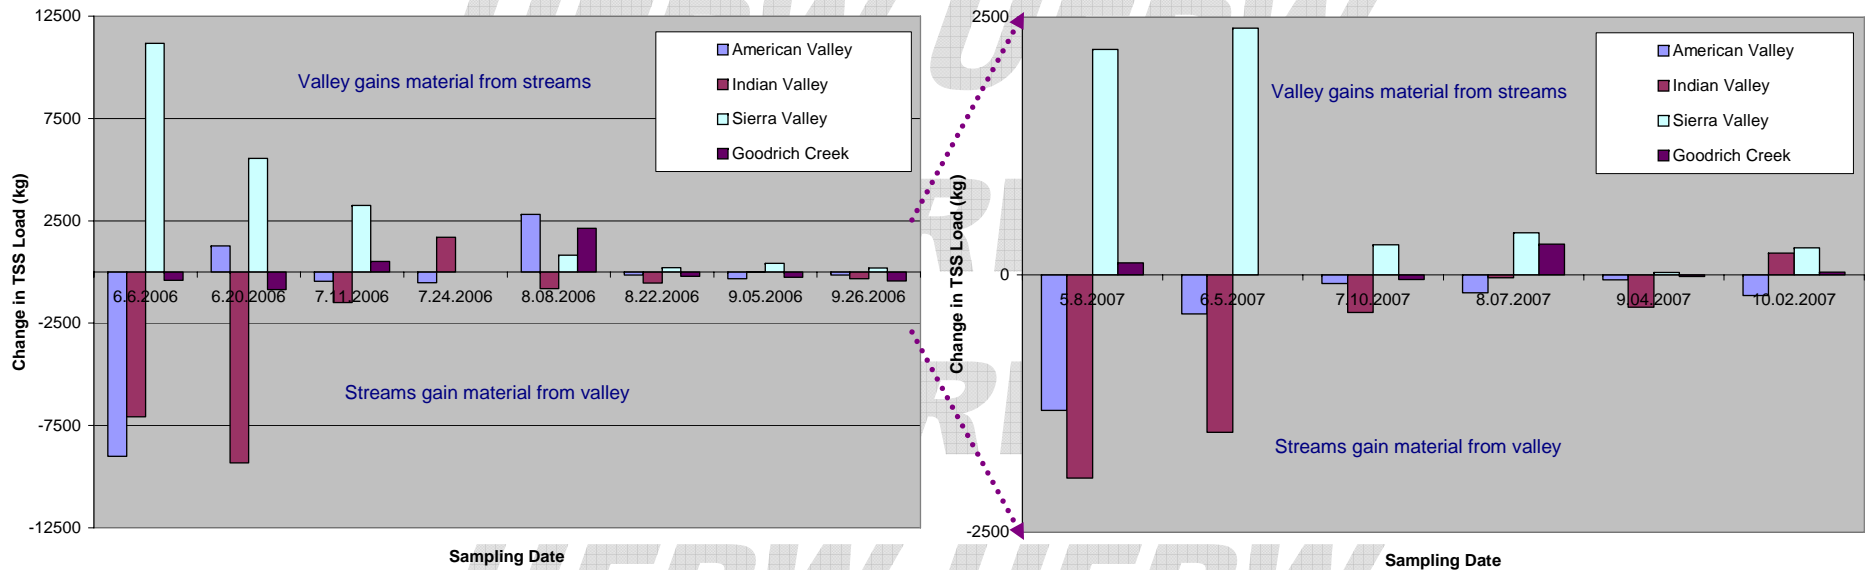 12500
7500
2500
-2500
-7500
-12500
Change in TSS Load (kg)
Valley gains material from streams
American Valley
Indian Valley
Sierra Valley
Goodrich Creek
6.6.2006
6.20.2006
7.11.2006
7.24.2006
8.08.2006
8.22.2006
9.05.2006
9.26.2006
Streams gain material from valley
Sampling Date
2500
0
-2500
Change in TSS Load (kg)
Valley gains material from streams
American Valley
Indian Valley
Sierra Valley
Goodrich Creek
5.8.2007
6.5.2007
7.10.2007
8.07.2007
9.04.2007
10.02.2007
Streams gain material from valley
Sampling Date